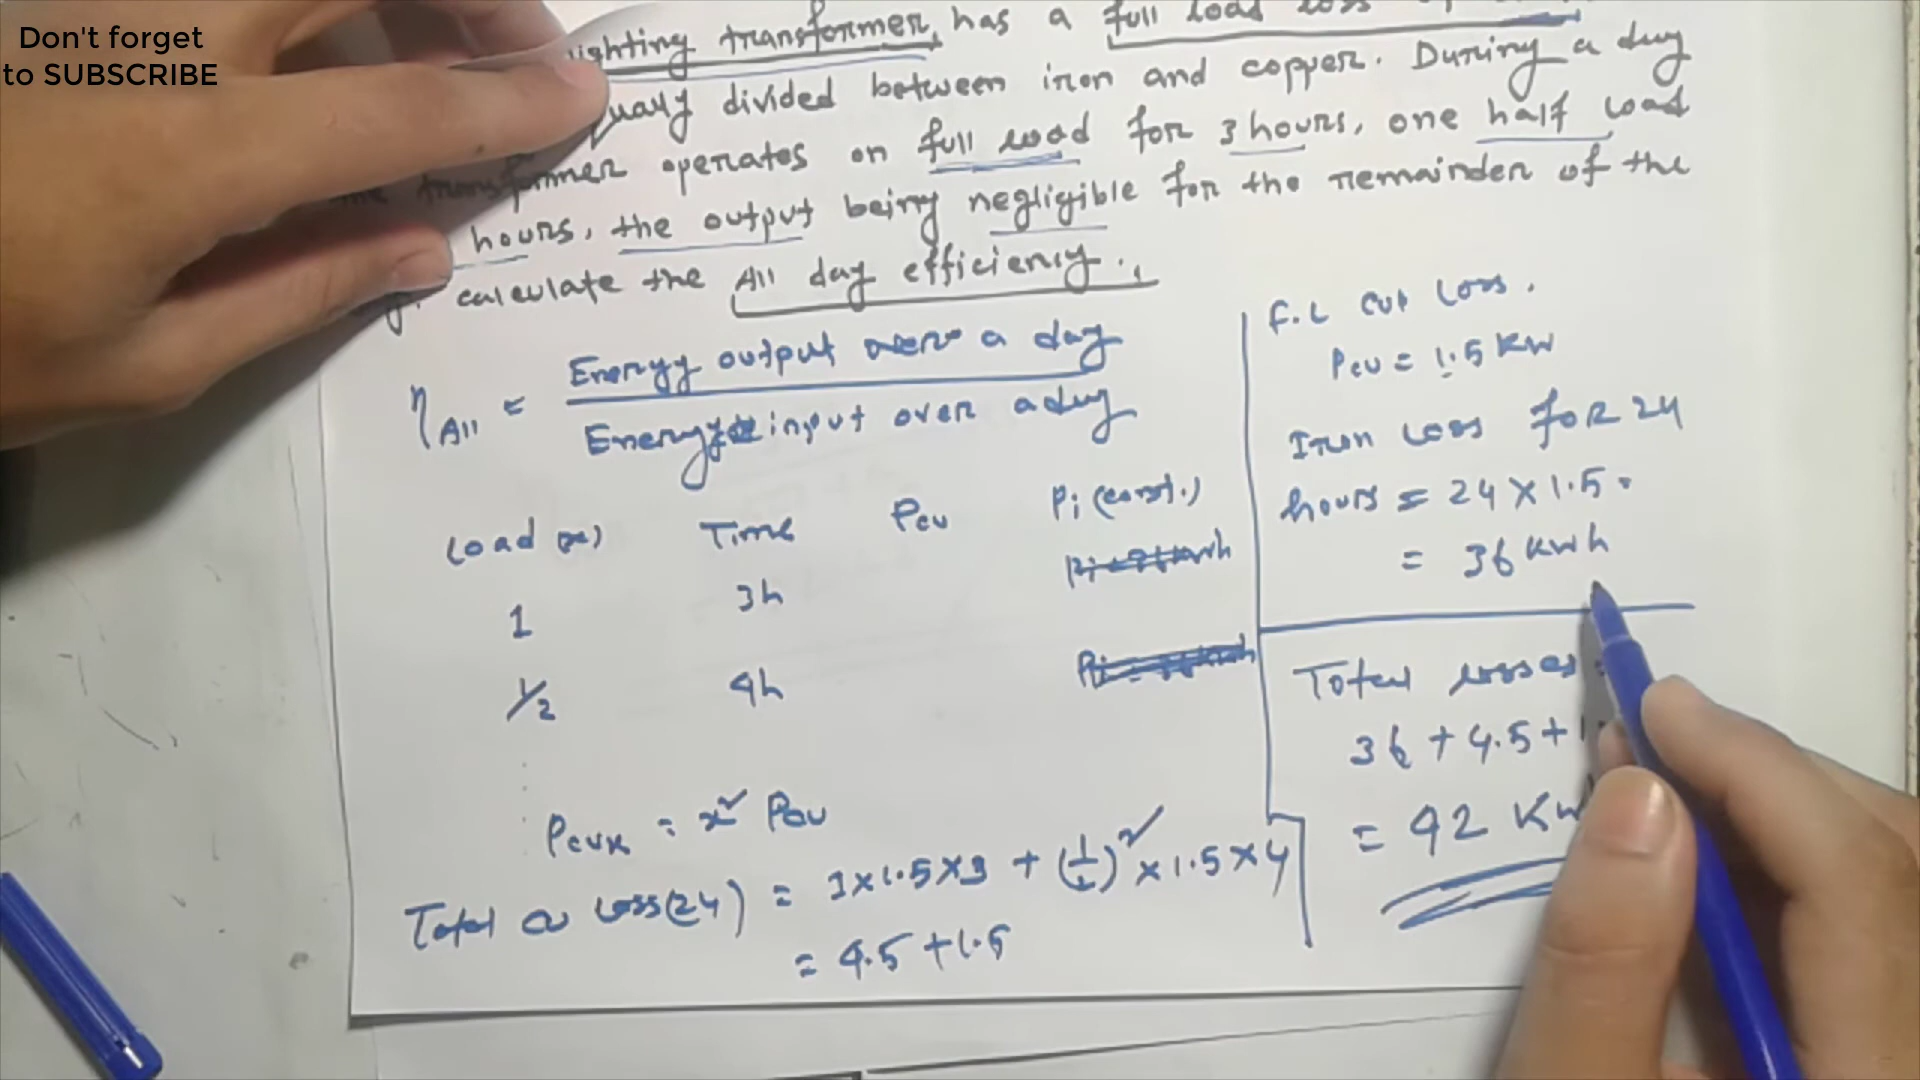 Don't forget
to SUBSCRIBE
lighting transformer, has a full load loss
equally divided between iron and copper. During a day
the transformer operates on full load for 3 hours, one half load
hours, the output being negligible for the remainder of the
calculate the All day efficiency.
η All = Energy output over a day
Energy input over a day
Load (x) Time Pcu Pi (const.)
1 3h
1/2 4h
Pcux = x² Pcu
Total cu loss(24) = 1×1.5×3 + (1/2)² × 1.5 × 4
= 4.5 + 1.5
F.L cu loss.
Pcu = 1.5 KW
Iron loss for 24
hours = 24 × 1.5
= 36 kwh
Total losses
36 + 4.5 + 1
= 42 Kw